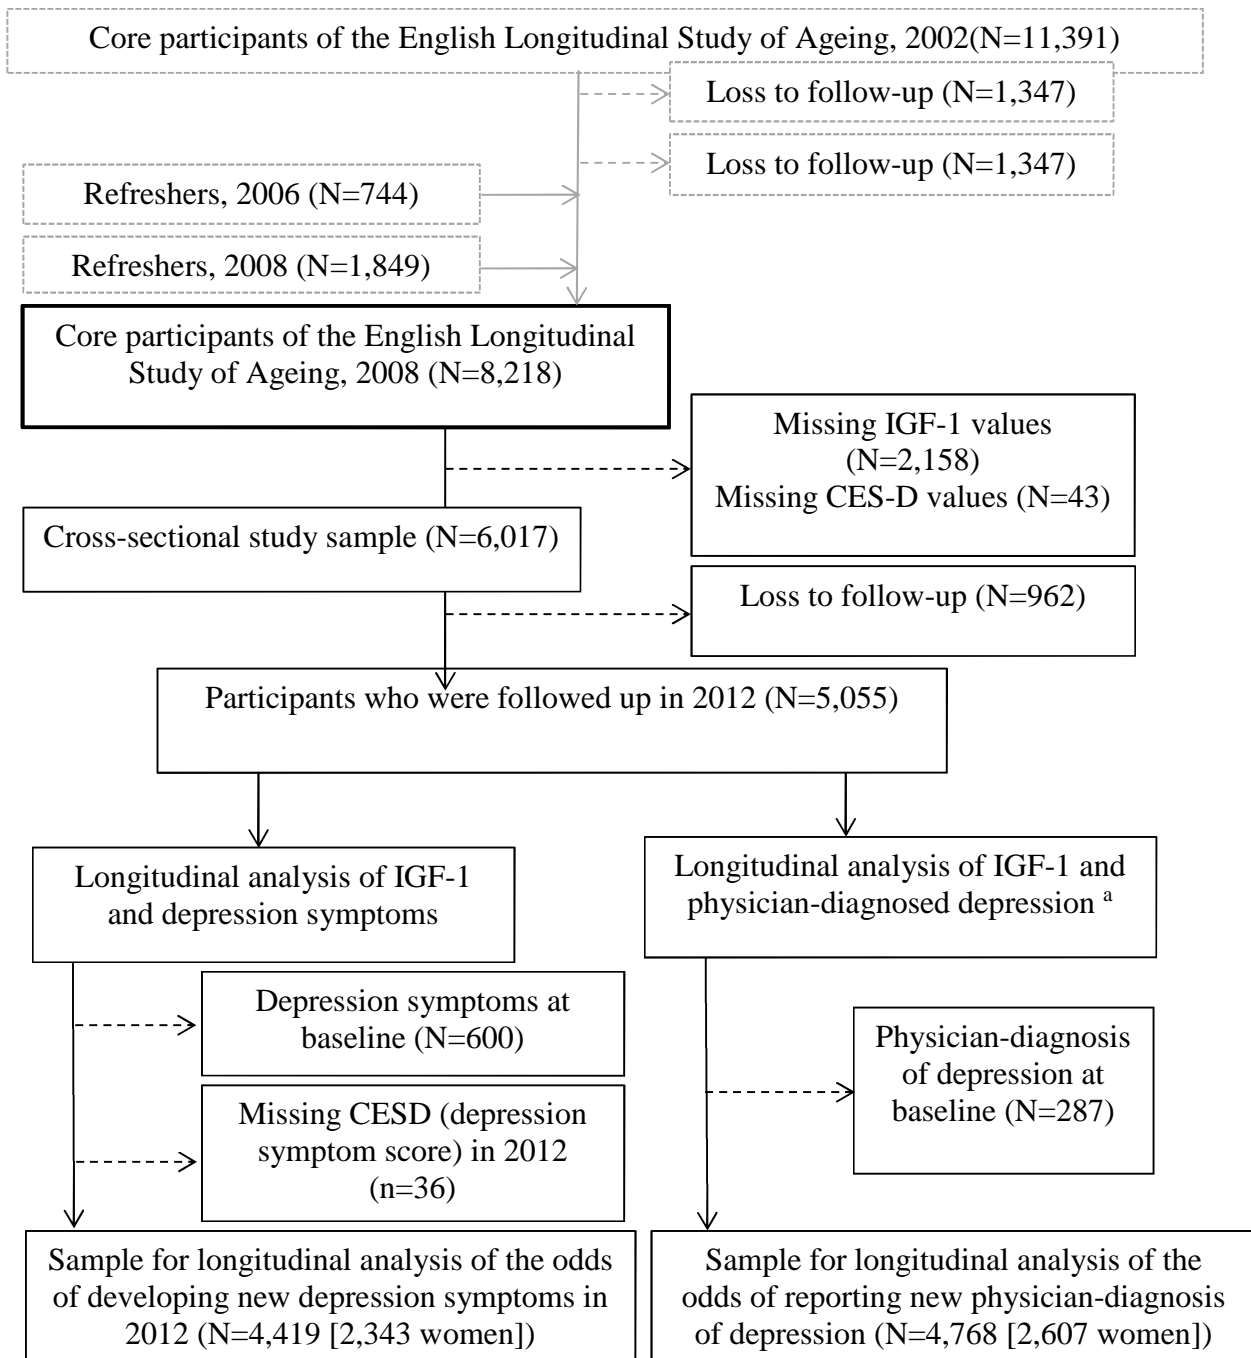 Core participants of the English Longitudinal Study of Ageing, 2002(N=11,391)
Loss to follow-up (N=1,347)
Loss to follow-up (N=1,347)
Refreshers, 2006 (N=744)
Refreshers, 2008 (N=1,849)
Core participants of the English Longitudinal
Study of Ageing, 2008 (N=8,218)
Missing IGF-1 values
(N=2,158)
Missing CES-D values (N=43)
Cross-sectional study sample (N=6,017)
Loss to follow-up (N=962)
Participants who were followed up in 2012 (N=5,055)
Longitudinal analysis of IGF-1
and depression symptoms
Longitudinal analysis of IGF-1 and
physician-diagnosed depression ᵃ
Depression symptoms at
baseline (N=600)
Physician-diagnosis
of depression at
baseline (N=287)
Missing CESD (depression
symptom score) in 2012
(n=36)
Sample for longitudinal analysis of the odds
of developing new depression symptoms in
2012 (N=4,419 [2,343 women])
Sample for longitudinal analysis of the
odds of reporting new physician-diagnosis
of depression (N=4,768 [2,607 women])